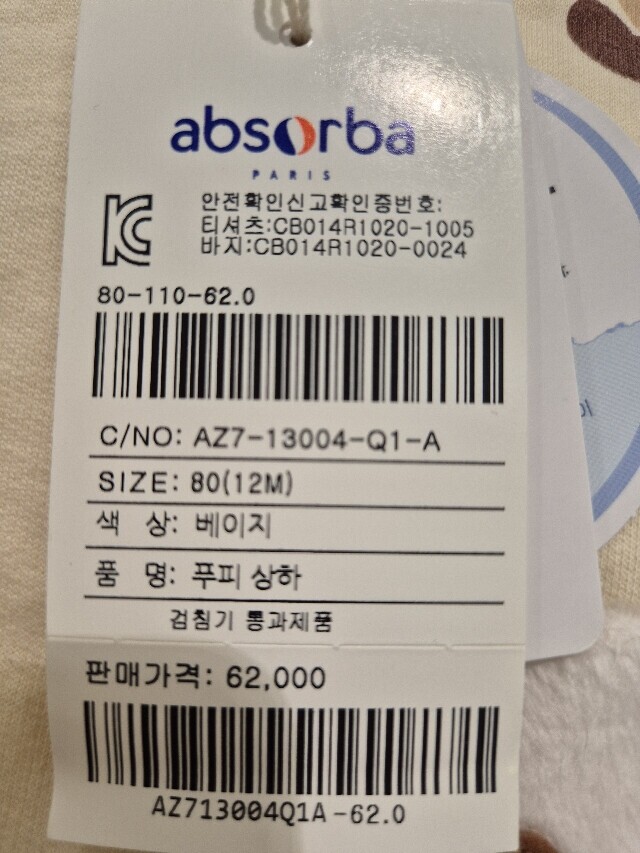 absorba
PARIS
안전확인신고확인증번호:
티셔츠:CB014R1020-1005
바지:CB014R1020-0024
80-110-62.0
C/NO: AZ7-13004-Q1-A
SIZE: 80(12M)
색 상: 베이지
품 명: 푸피 상하
검침기 통과제품
판매가격: 62,000
AZ713004Q1A-62.0